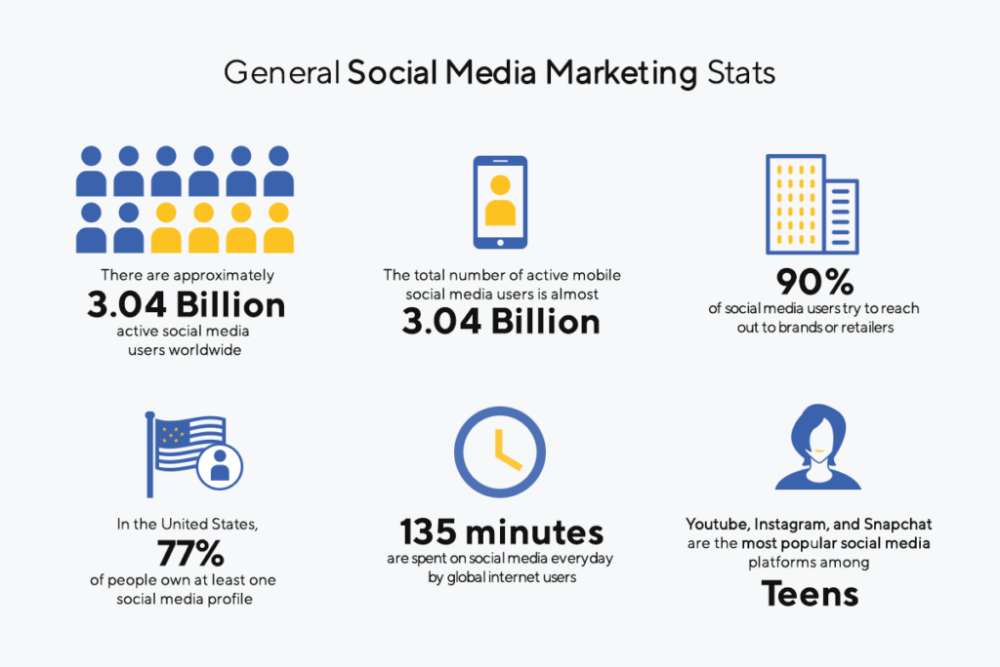 General Social Media Marketing Stats
There are approximately
3.04 Billion
active social media
users worldwide
The total number of active mobile
social media users is almost
3.04 Billion
90%
of social media users try to reach
out to brands or retailers
In the United States,
77%
of people own at least one
social media profile
135 minutes
are spent on social media everyday
by global internet users
Youtube, Instagram, and Snapchat
are the most popular social media
platforms among
Teens